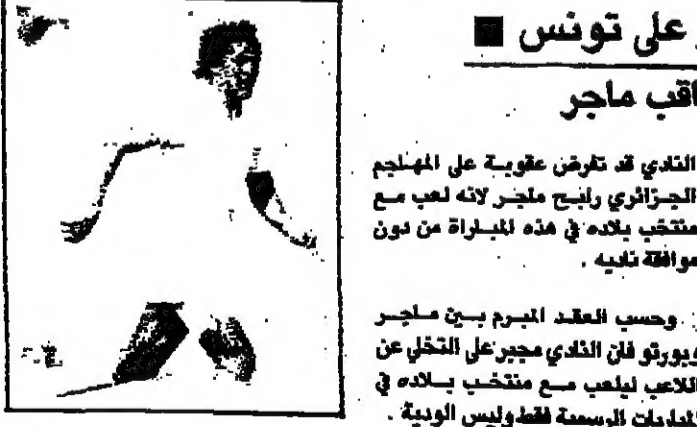 على تونس
ماجر
النادي قد تفرض عقوبة على المهاجم
الجزائري رابح ماجر لانه لعب مع
منتخب بلاده في هذه المباراة من دون
موافقة ناديه .
وحسب العقد المبرم بين ماجر
وبورتو فان النادي مجبر على التخلي عن
اللاعب ليلعب مع منتخب بلاده في
المباريات الرسمية فقط وليس الودية .